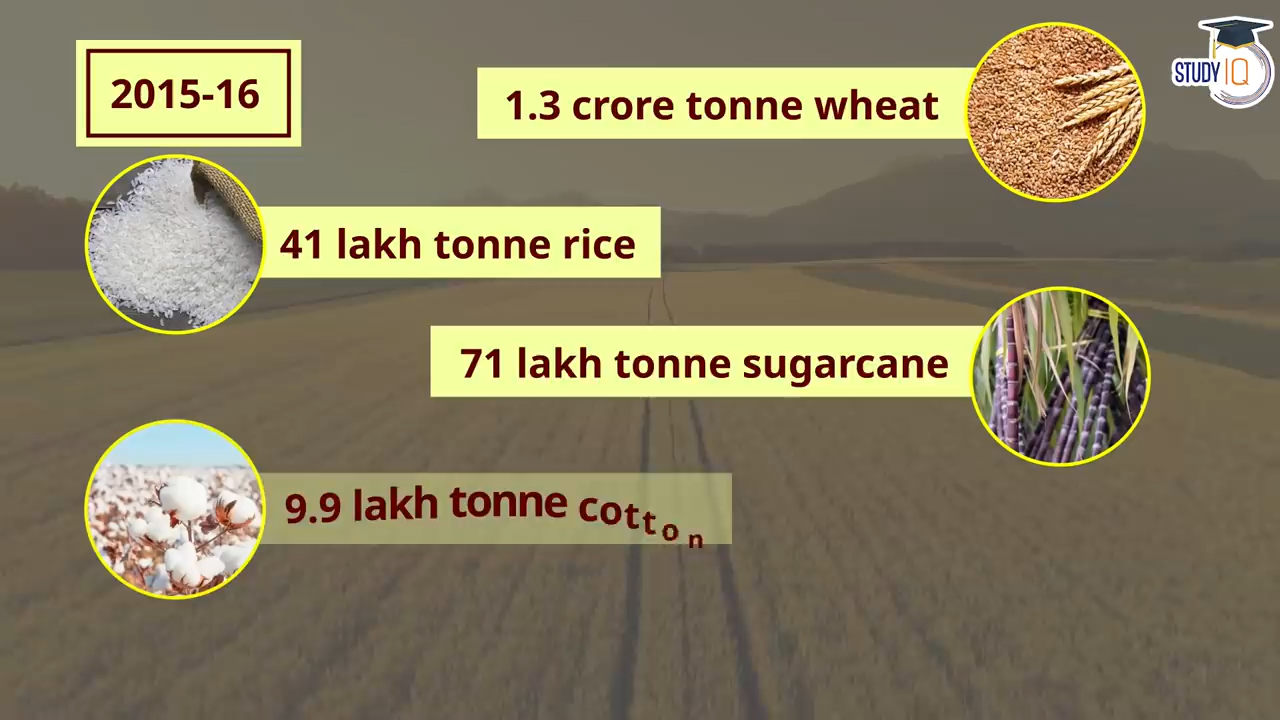 2015-16
1.3 crore tonne wheat
STUDY IQ
41 lakh tonne rice
71 lakh tonne sugarcane
9.9 lakh tonne cotton